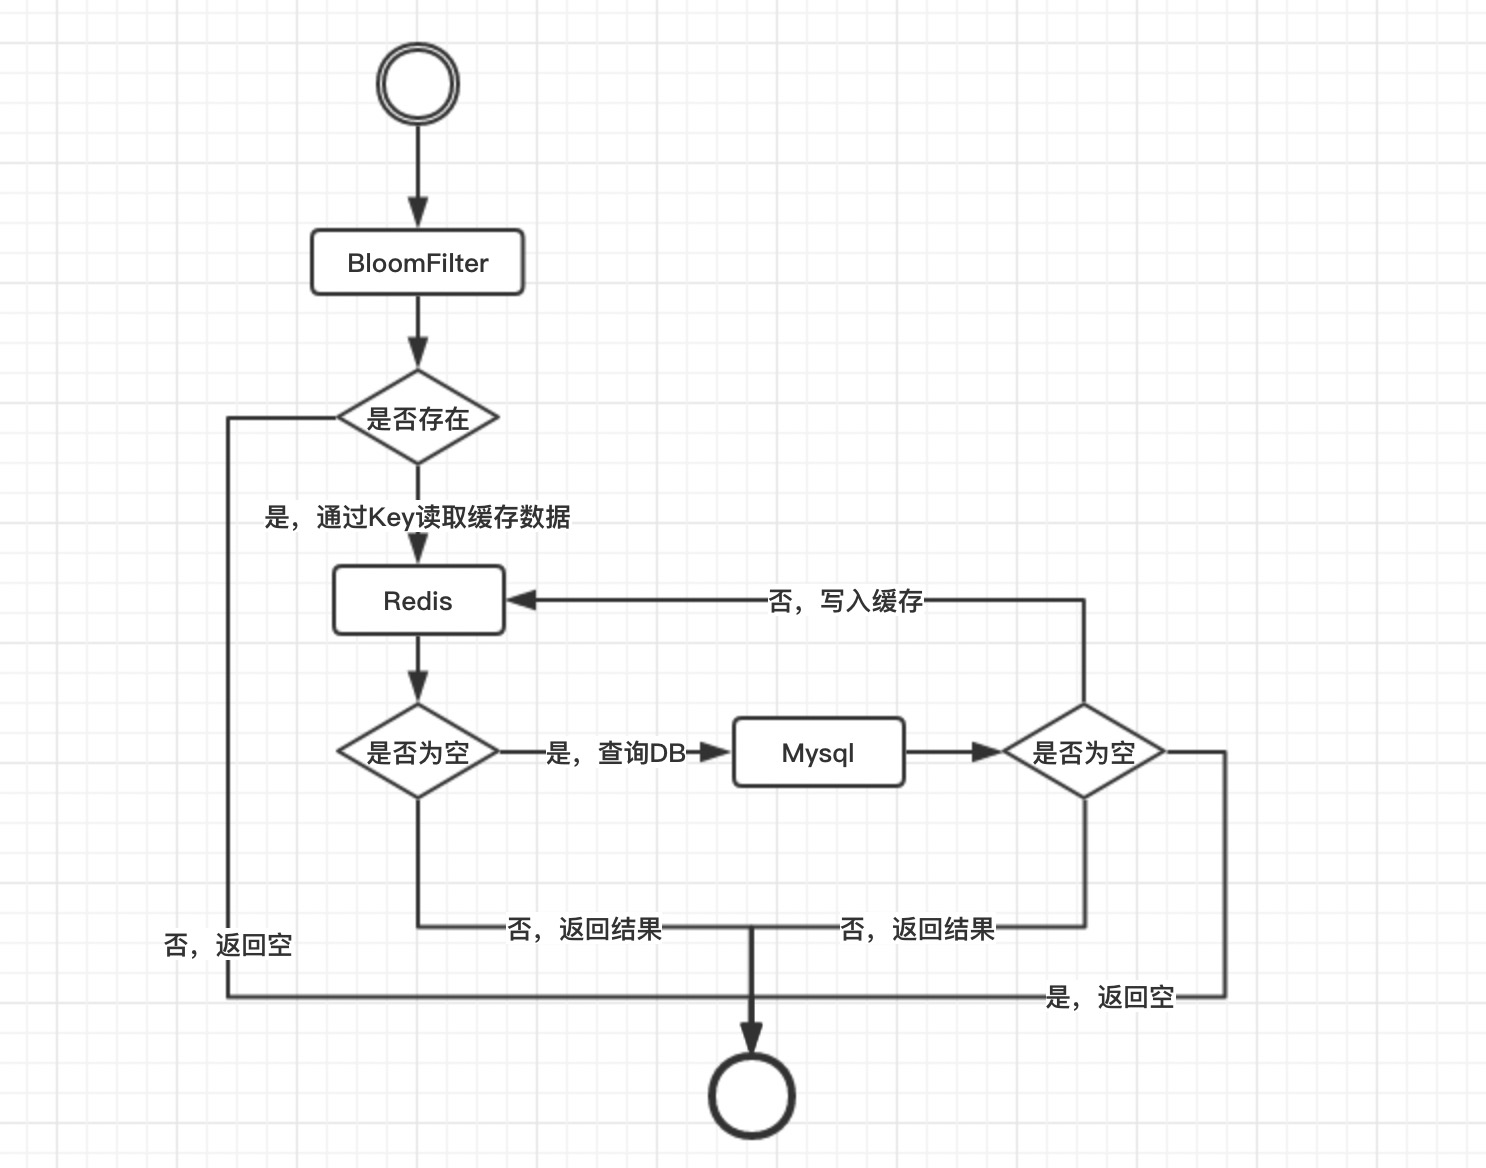 BloomFilter
是否存在
是，通过Key读取缓存数据
Redis
否，写入缓存
是否为空
是，查询DB
Mysql
是否为空
否，返回结果
否，返回结果
否，返回空
是，返回空